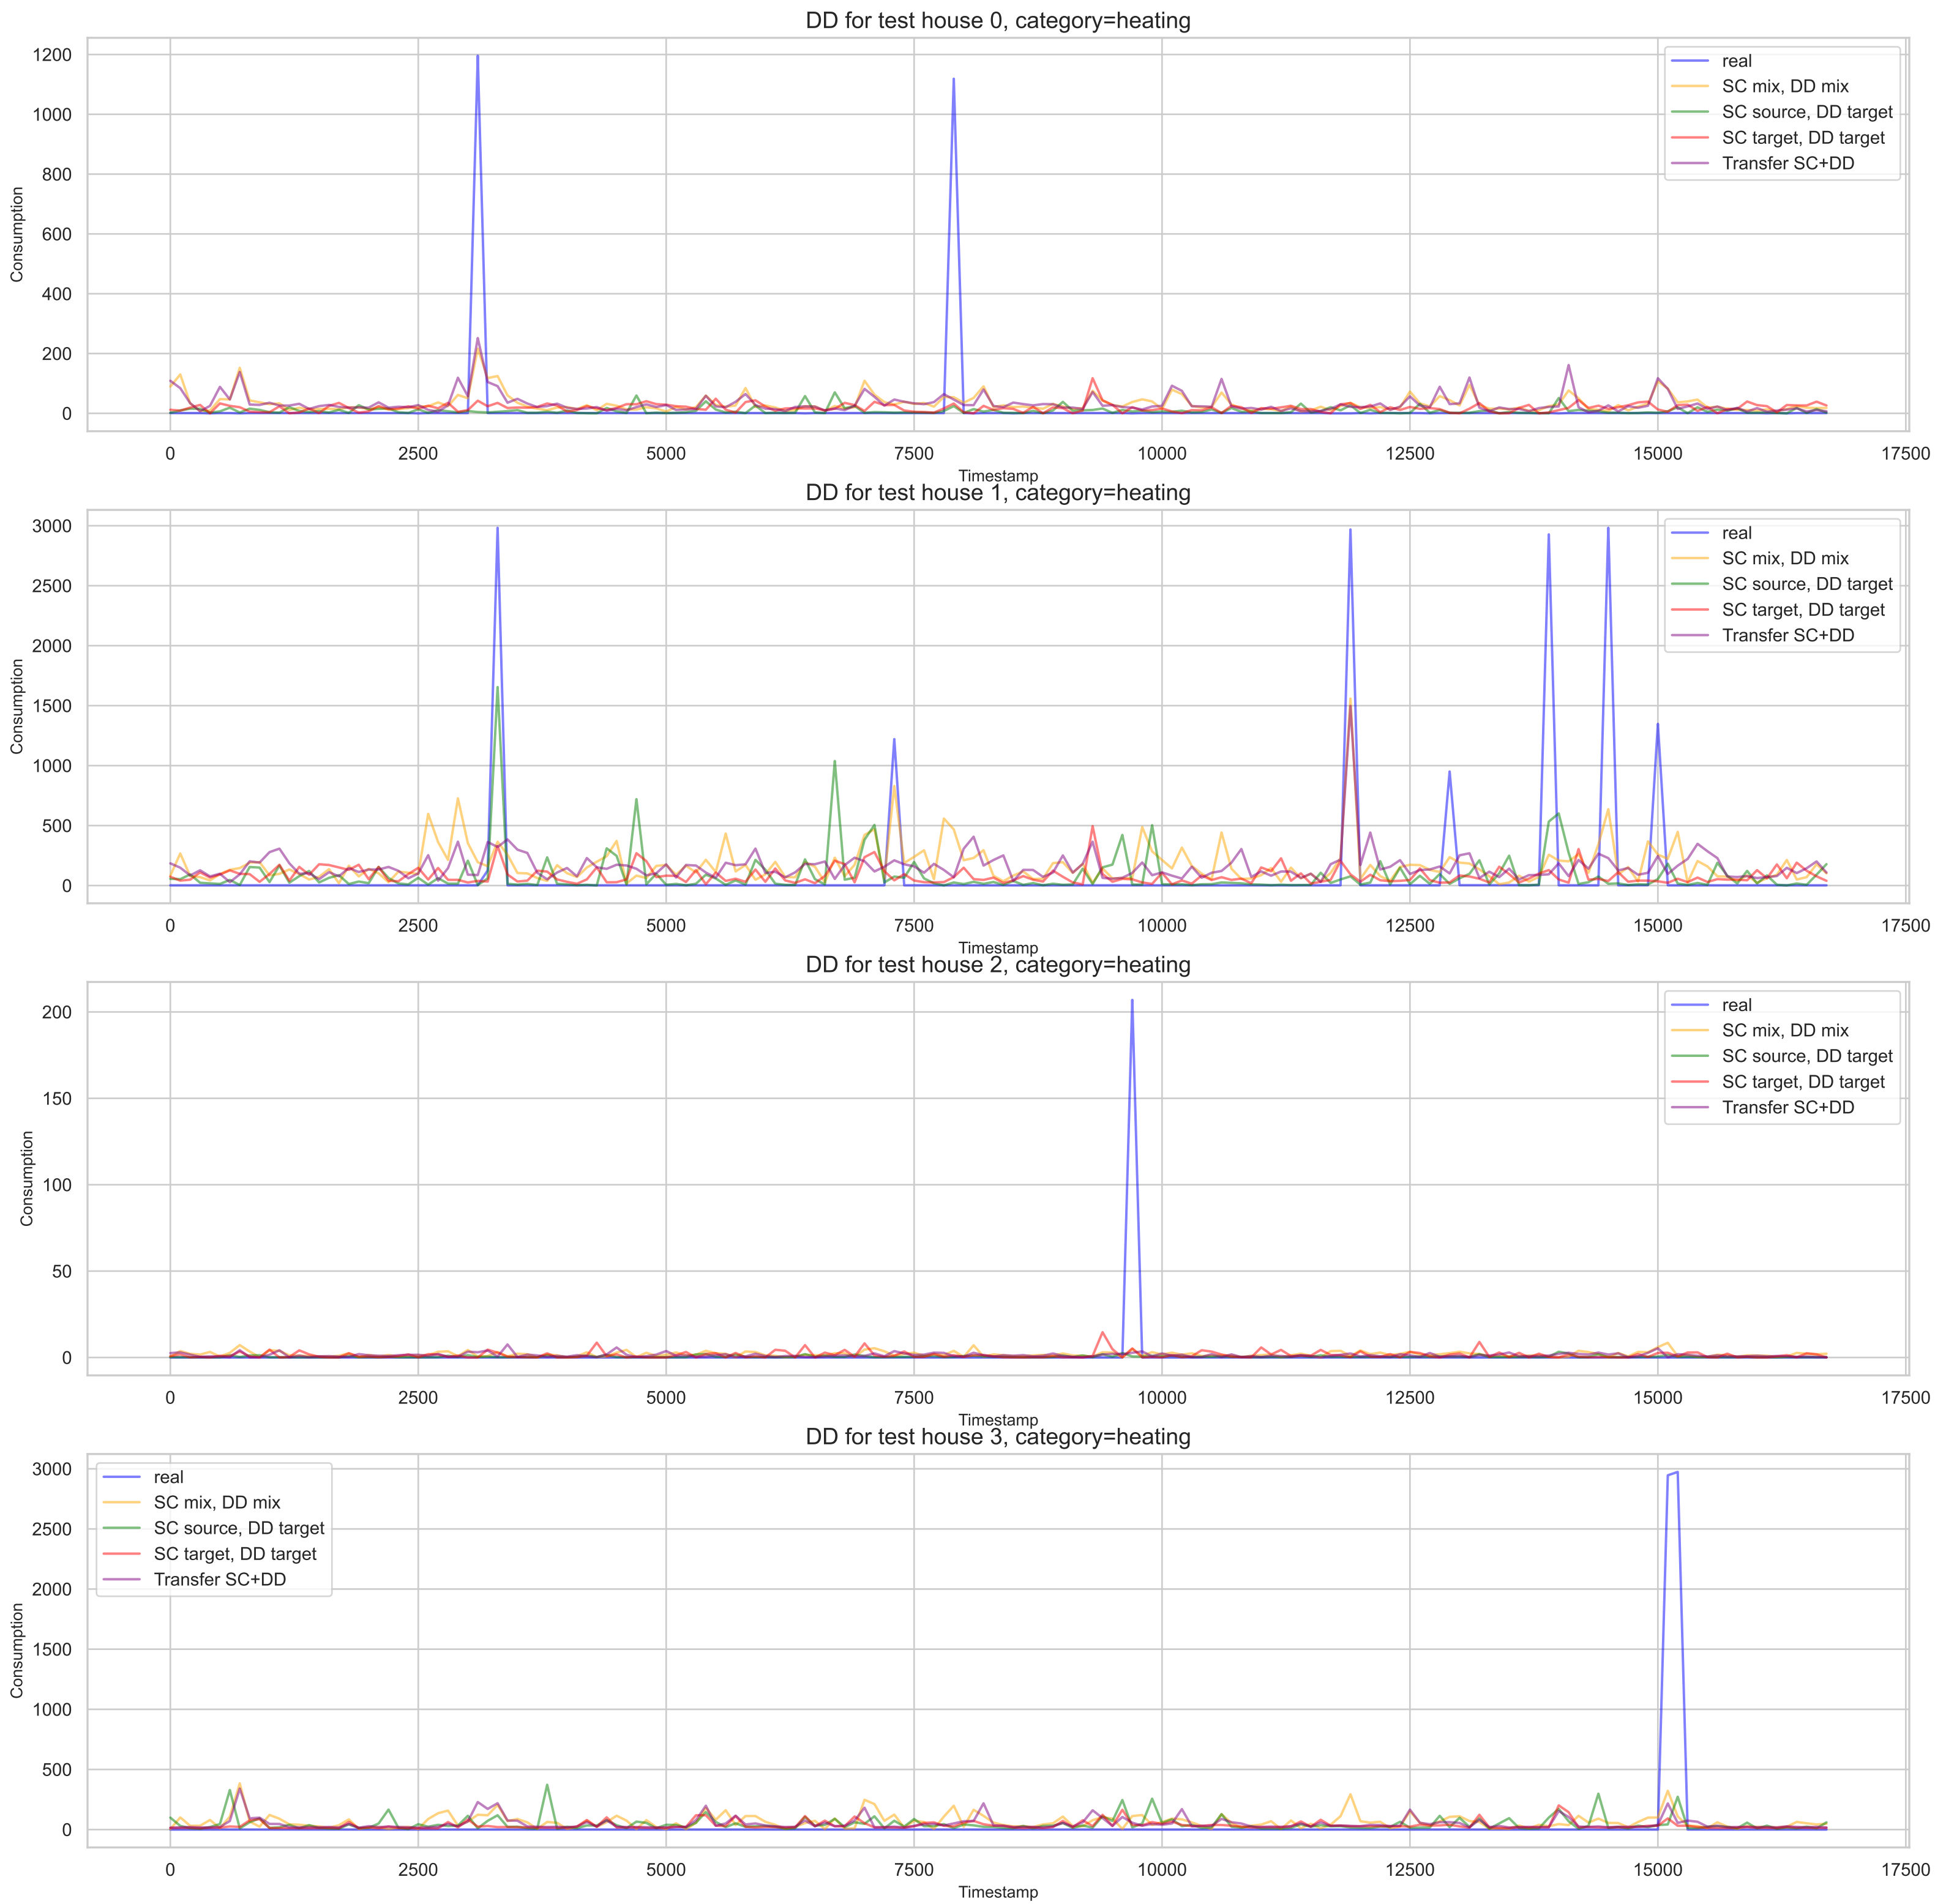 DD for test house 0, category=heating
1200
1000
800
600
400
200
0
Consumption
real
SC mix, DD mix
SC source, DD target
SC target, DD target
Transfer SC+DD
0 2500 5000 7500 10000 12500 15000 17500
Timestamp
DD for test house 1, category=heating
3000
2500
2000
1500
1000
500
0
Consumption
real
SC mix, DD mix
SC source, DD target
SC target, DD target
Transfer SC+DD
0 2500 5000 7500 10000 12500 15000 17500
Timestamp
DD for test house 2, category=heating
200
150
100
50
0
Consumption
real
SC mix, DD mix
SC source, DD target
SC target, DD target
Transfer SC+DD
0 2500 5000 7500 10000 12500 15000 17500
Timestamp
DD for test house 3, category=heating
3000
2500
2000
1500
1000
500
0
Consumption
real
SC mix, DD mix
SC source, DD target
SC target, DD target
Transfer SC+DD
0 2500 5000 7500 10000 12500 15000 17500
Timestamp